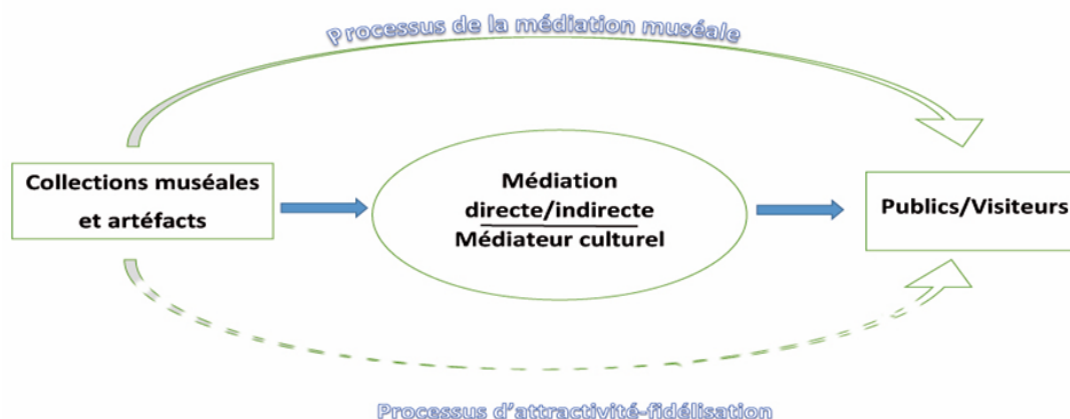 Processus de la médiation muséale
Collections muséales
et artéfacts
Médiation
directe/indirecte
Médiateur culturel
Publics/Visiteurs
Processus d'attractivité-fidélisation